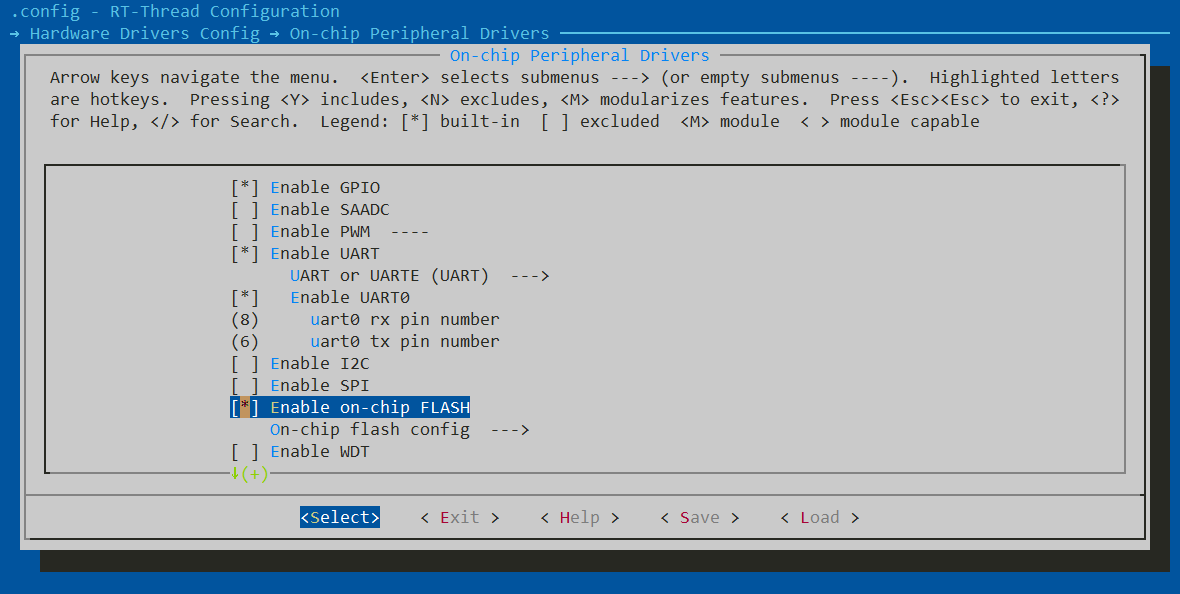 .config - RT-Thread Configuration
→ Hardware Drivers Config → On-chip Peripheral Drivers
On-chip Peripheral Drivers
Arrow keys navigate the menu.  <Enter> selects submenus ---> (or empty submenus ----).  Highlighted letters
are hotkeys.  Pressing <Y> includes, <N> excludes, <M> modularizes features.  Press <Esc><Esc> to exit, <?>
for Help, </> for Search.  Legend: [*] built-in  [ ] excluded  <M> module  < > module capable
[*] Enable GPIO
[ ] Enable SAADC
[ ] Enable PWM  ----
[*] Enable UART
UART or UARTE (UART)  --->
[*]   Enable UART0
(8)     uart0 rx pin number
(6)     uart0 tx pin number
[ ] Enable I2C
[ ] Enable SPI
[*] Enable on-chip FLASH
On-chip flash config  --->
[ ] Enable WDT
↓(+)
<Select>    < Exit >    < Help >    < Save >    < Load >